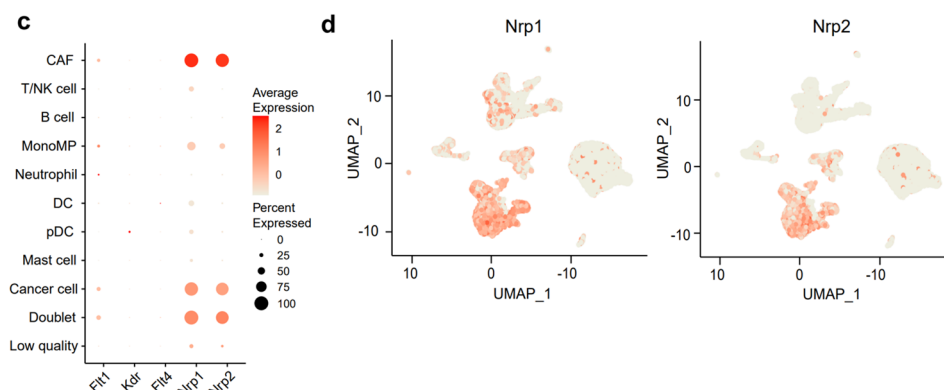 c
CAF
T/NK cell
B cell
MonoMP
Neutrophil
DC
pDC
Mast cell
Cancer cell
Doublet
Low quality
Flt1
Kdr
Flt4
Nrp1
Nrp2
Average
Expression
2
1
0
Percent
Expressed
0
25
50
75
100
d
Nrp1
UMAP_2
10
0
-10
10
0
-10
UMAP_1
Nrp2
UMAP_2
10
0
-10
10
0
-10
UMAP_1